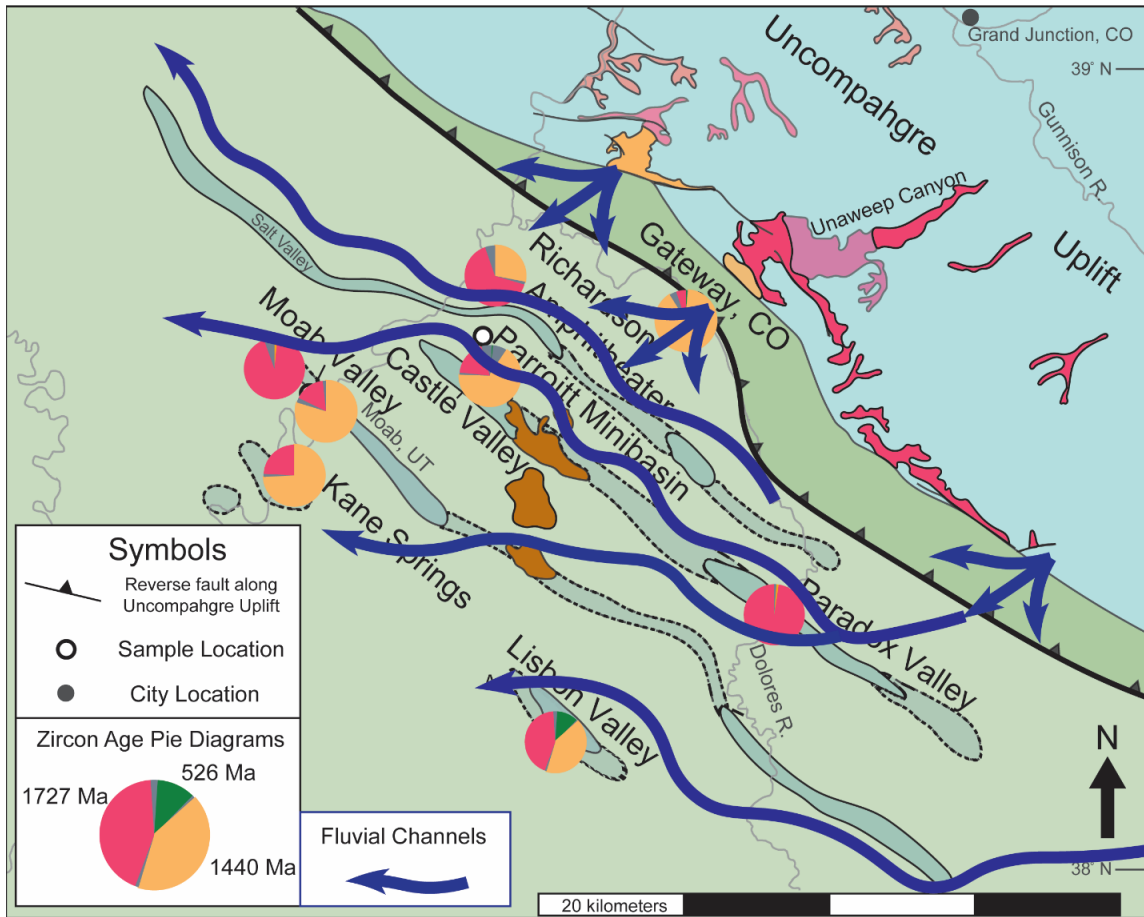 Grand Junction, CO
39° N
Uncompahgre
Gunnison R.
Unaweep Canyon
Uplift
Salt Valley
Richardson
Amphitheater
Gateway, CO
Moab Valley
Parroitt Minibasin
Castle Valley
Moab, UT
Kane Springs
Paradox Valley
Dolores R.
Lisbon Valley
Symbols
Reverse fault along
Uncompahgre Uplift
Sample Location
City Location
Zircon Age Pie Diagrams
526 Ma
1727 Ma
1440 Ma
Fluvial Channels
N
38° N
20 kilometers